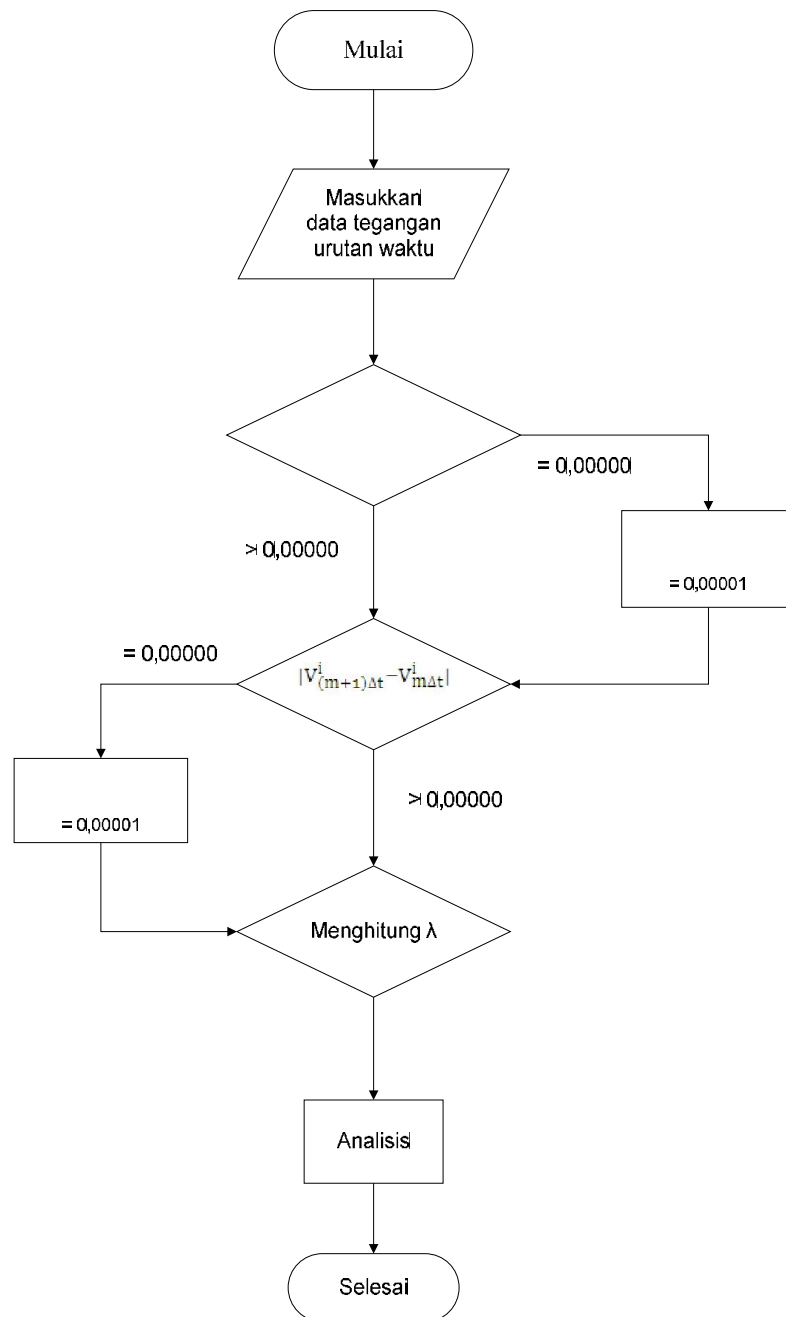 Mulai
Masukkan
data tegangan
urutan waktu
= 0,00000
> 0,00000
= 0,00001
= 0,00000
|V^i_(m+1)Δt−V^i_mΔt|
> 0,00000
= 0,00001
Menghitung λ
Analisis
Selesai